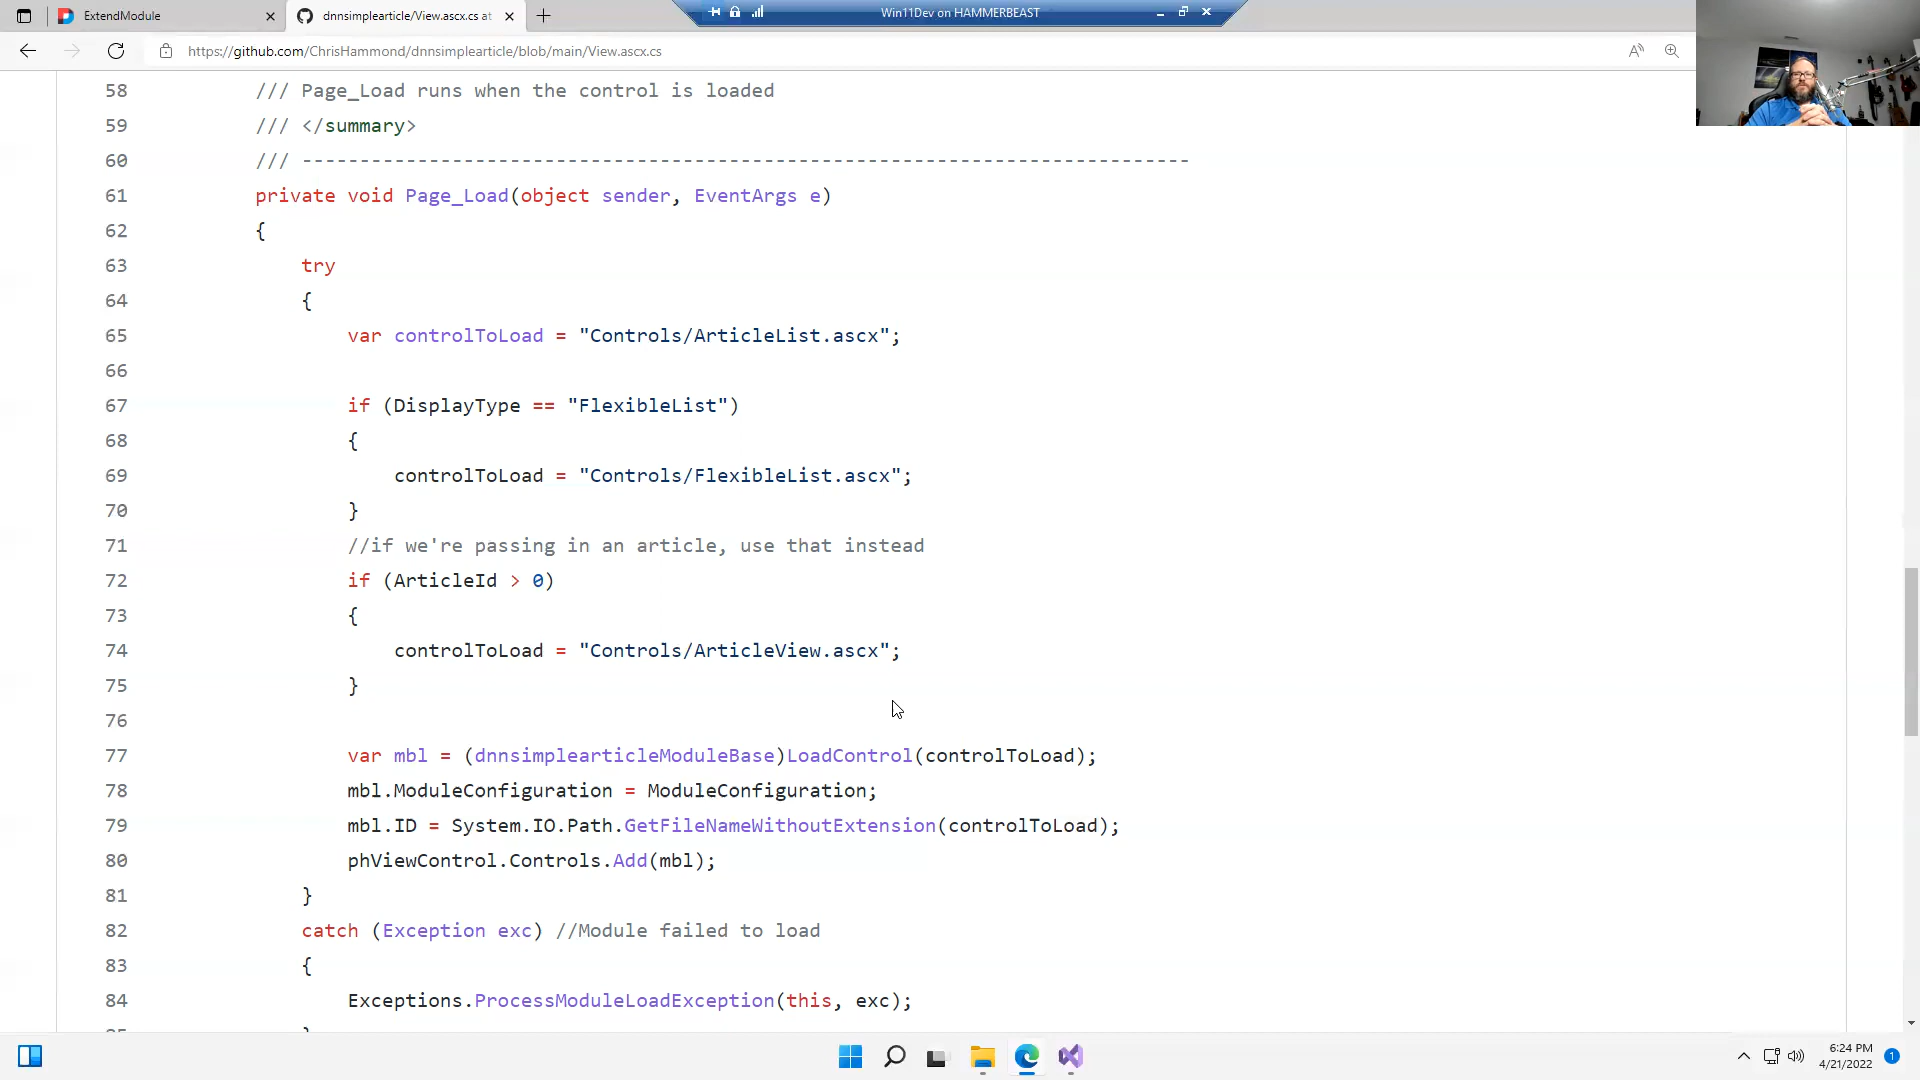 ExtendModule
dnnsimplearticle/View.ascx.cs at
Win11Dev on HAMMERBEAST
https://github.com/ChrisHammond/dnnsimplearticle/blob/main/View.ascx.cs
58 /// Page_Load runs when the control is loaded
59 /// </summary>
60 /// -----------------------------------------------------------------------------
61 private void Page_Load(object sender, EventArgs e)
62 {
63 try
64 {
65 var controlToLoad = "Controls/ArticleList.ascx";
66
67 if (DisplayType == "FlexibleList")
68 {
69 controlToLoad = "Controls/FlexibleList.ascx";
70 }
71 //if we're passing in an article, use that instead
72 if (ArticleId > 0)
73 {
74 controlToLoad = "Controls/ArticleView.ascx";
75 }
76
77 var mbl = (dnnsimplearticleModuleBase)LoadControl(controlToLoad);
78 mbl.ModuleConfiguration = ModuleConfiguration;
79 mbl.ID = System.IO.Path.GetFileNameWithoutExtension(controlToLoad);
80 phViewControl.Controls.Add(mbl);
81 }
82 catch (Exception exc) //Module failed to load
83 {
84 Exceptions.ProcessModuleLoadException(this, exc);
6:24 PM
4/21/2022
1